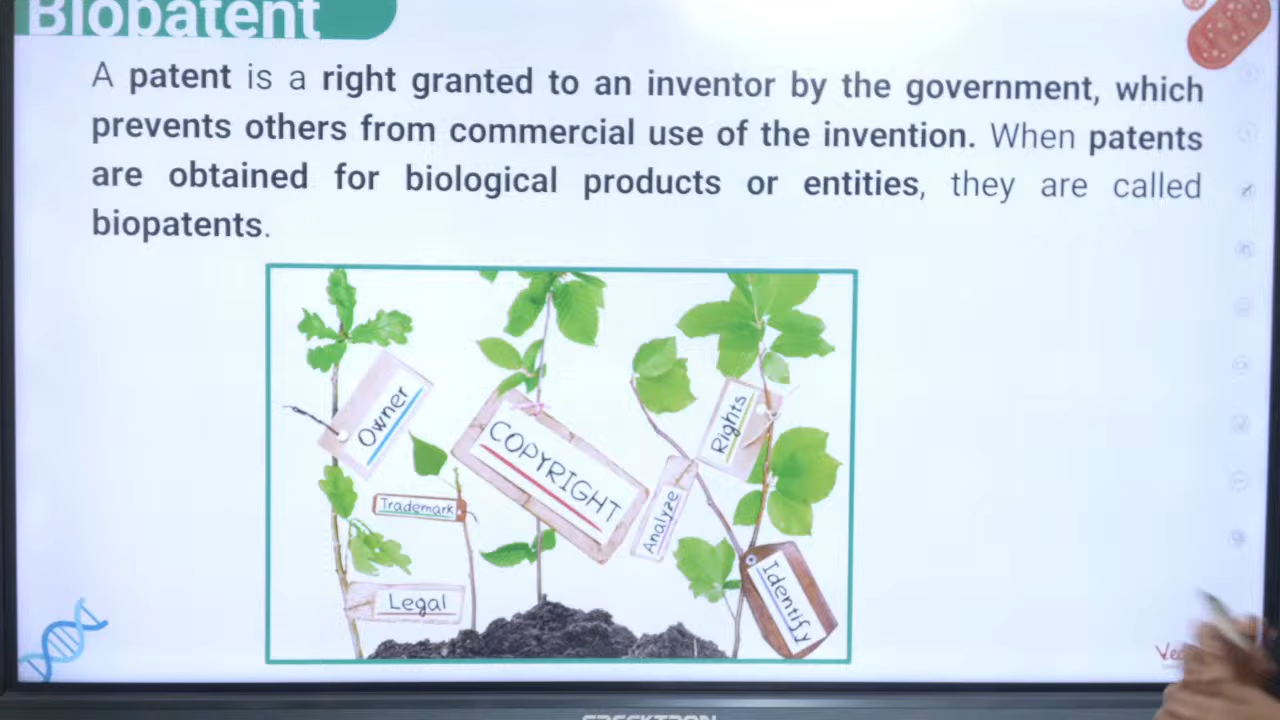 Biopatent
A patent is a right granted to an inventor by the government, which
prevents others from commercial use of the invention. When patents
are obtained for biological products or entities, they are called
biopatents.
Owner
COPYRIGHT
Rights
Trademark
Analyze
Legal
Identify